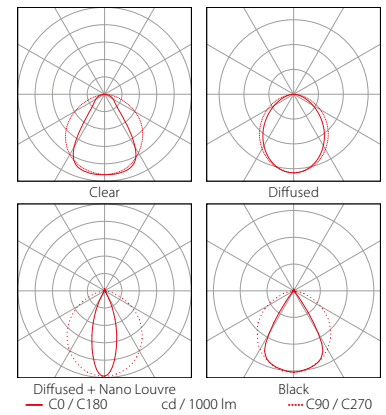 Clear
Diffused
Diffused + Nano Louvre
Black
C0 / C180 cd / 1000 lm C90 / C270